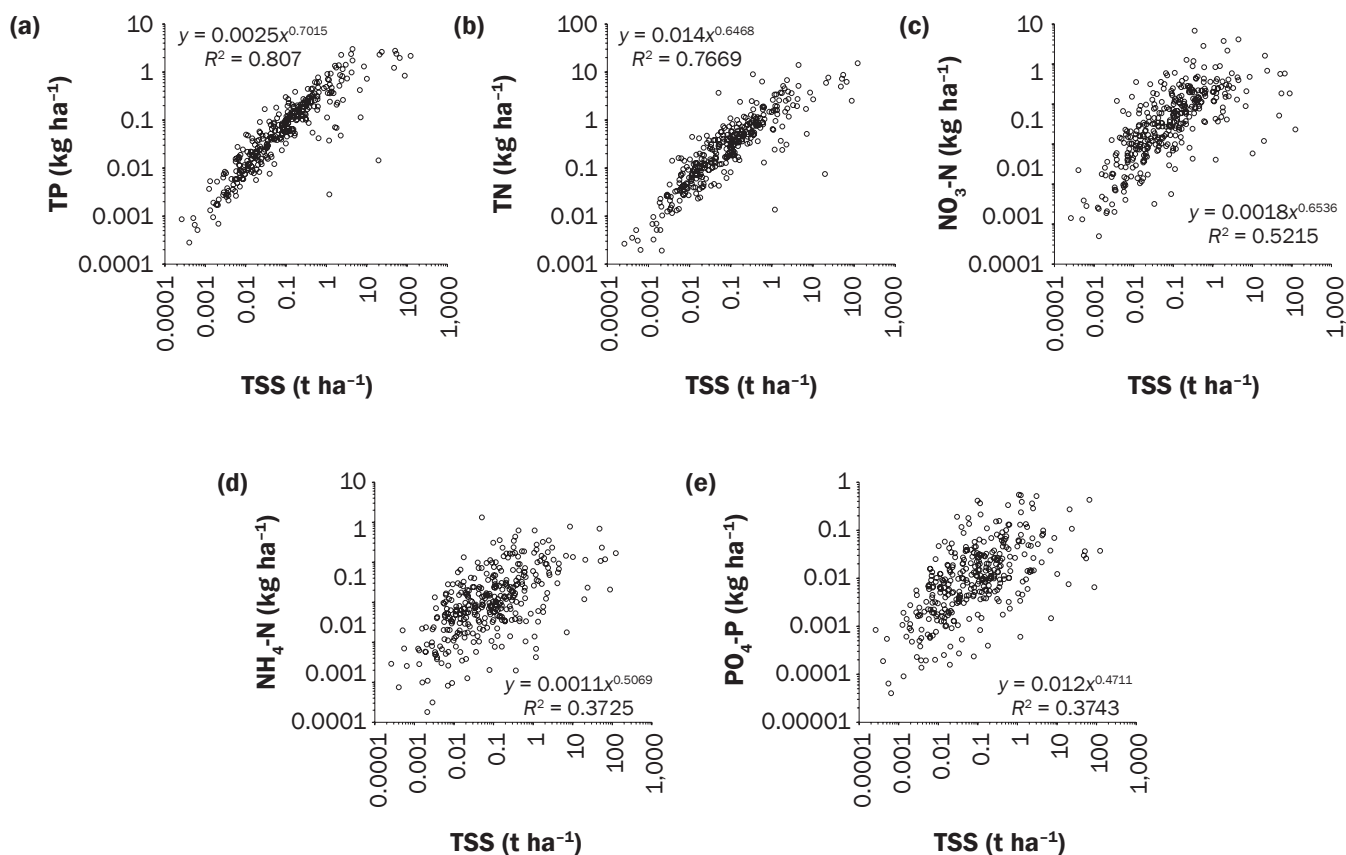 (a)
y = 0.0025x^0.7015
R² = 0.807
TP (kg ha⁻¹)
10
1
0.1
0.01
0.001
0.0001
0.0001
0.001
0.01
0.1
1
10
100
1,000
TSS (t ha⁻¹)
(b)
y = 0.014x^0.6468
R² = 0.7669
TN (kg ha⁻¹)
100
10
1
0.1
0.01
0.001
0.0001
0.001
0.01
0.1
1
10
100
1,000
TSS (t ha⁻¹)
(c)
NO₃-N (kg ha⁻¹)
10
1
0.1
0.01
0.001
0.0001
y = 0.0018x^0.6536
R² = 0.5215
0.0001
0.001
0.01
0.1
1
10
100
1,000
TSS (t ha⁻¹)
(d)
NH₄-N (kg ha⁻¹)
10
1
0.1
0.01
0.001
0.0001
y = 0.0011x^0.5069
R² = 0.3725
0.0001
0.001
0.01
0.1
1
10
100
1,000
TSS (t ha⁻¹)
(e)
PO₄-P (kg ha⁻¹)
1
0.1
0.01
0.001
0.0001
0.00001
y = 0.012x^0.4711
R² = 0.3743
0.0001
0.001
0.01
0.1
1
10
100
1,000
TSS (t ha⁻¹)